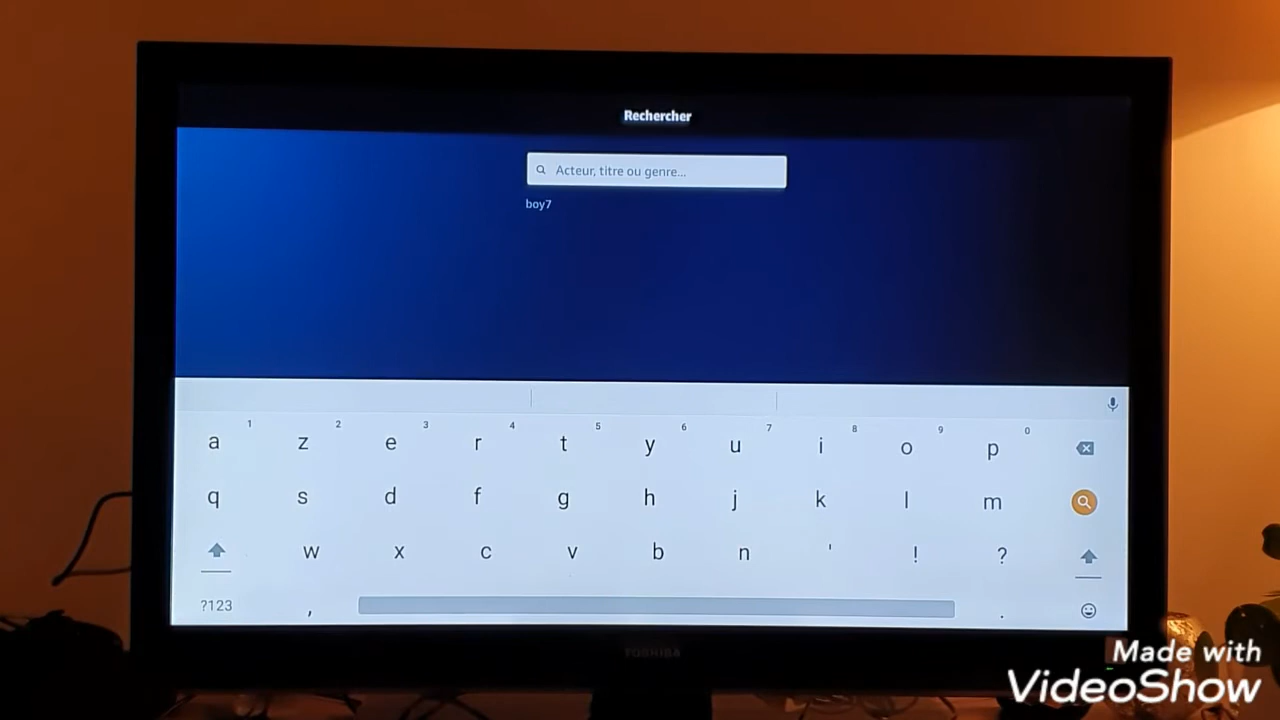 Rechercher
Acteur, titre ou genre...
boy7
1 2 3 4 5 6 7 8 9 0
a z e r t y u i o p
q s d f g h j k l m
w x c v b n ' ! ?
?123 , .
TOSHIBA
Made with
VideoShow